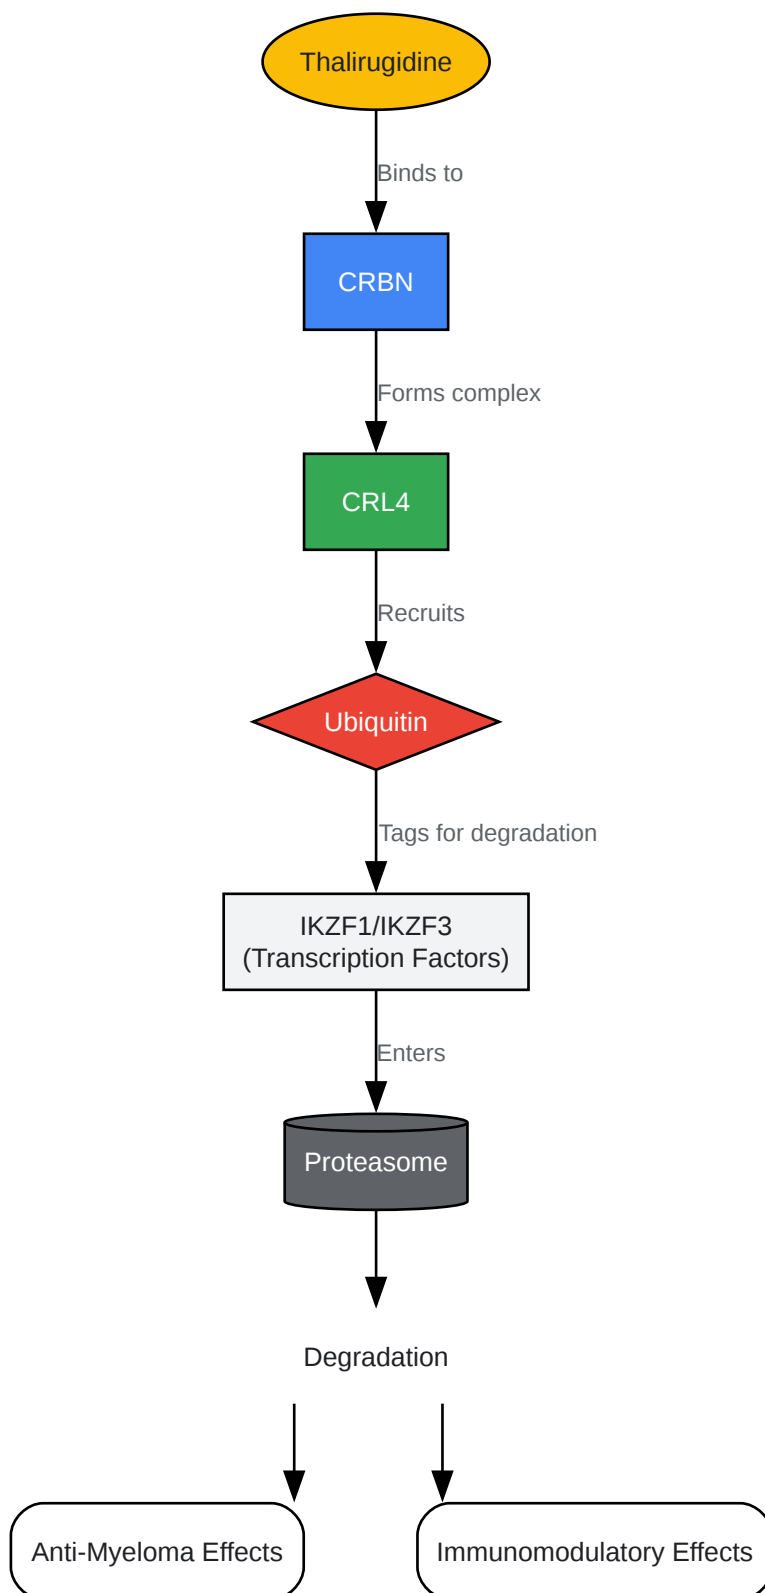 Thalirugidine
Binds to
CRBN
Forms complex
CRL4
Recruits
Ubiquitin
Tags for degradation
IKZF1/IKZF3
(Transcription Factors)
Enters
Proteasome
Degradation
Anti-Myeloma Effects
Immunomodulatory Effects